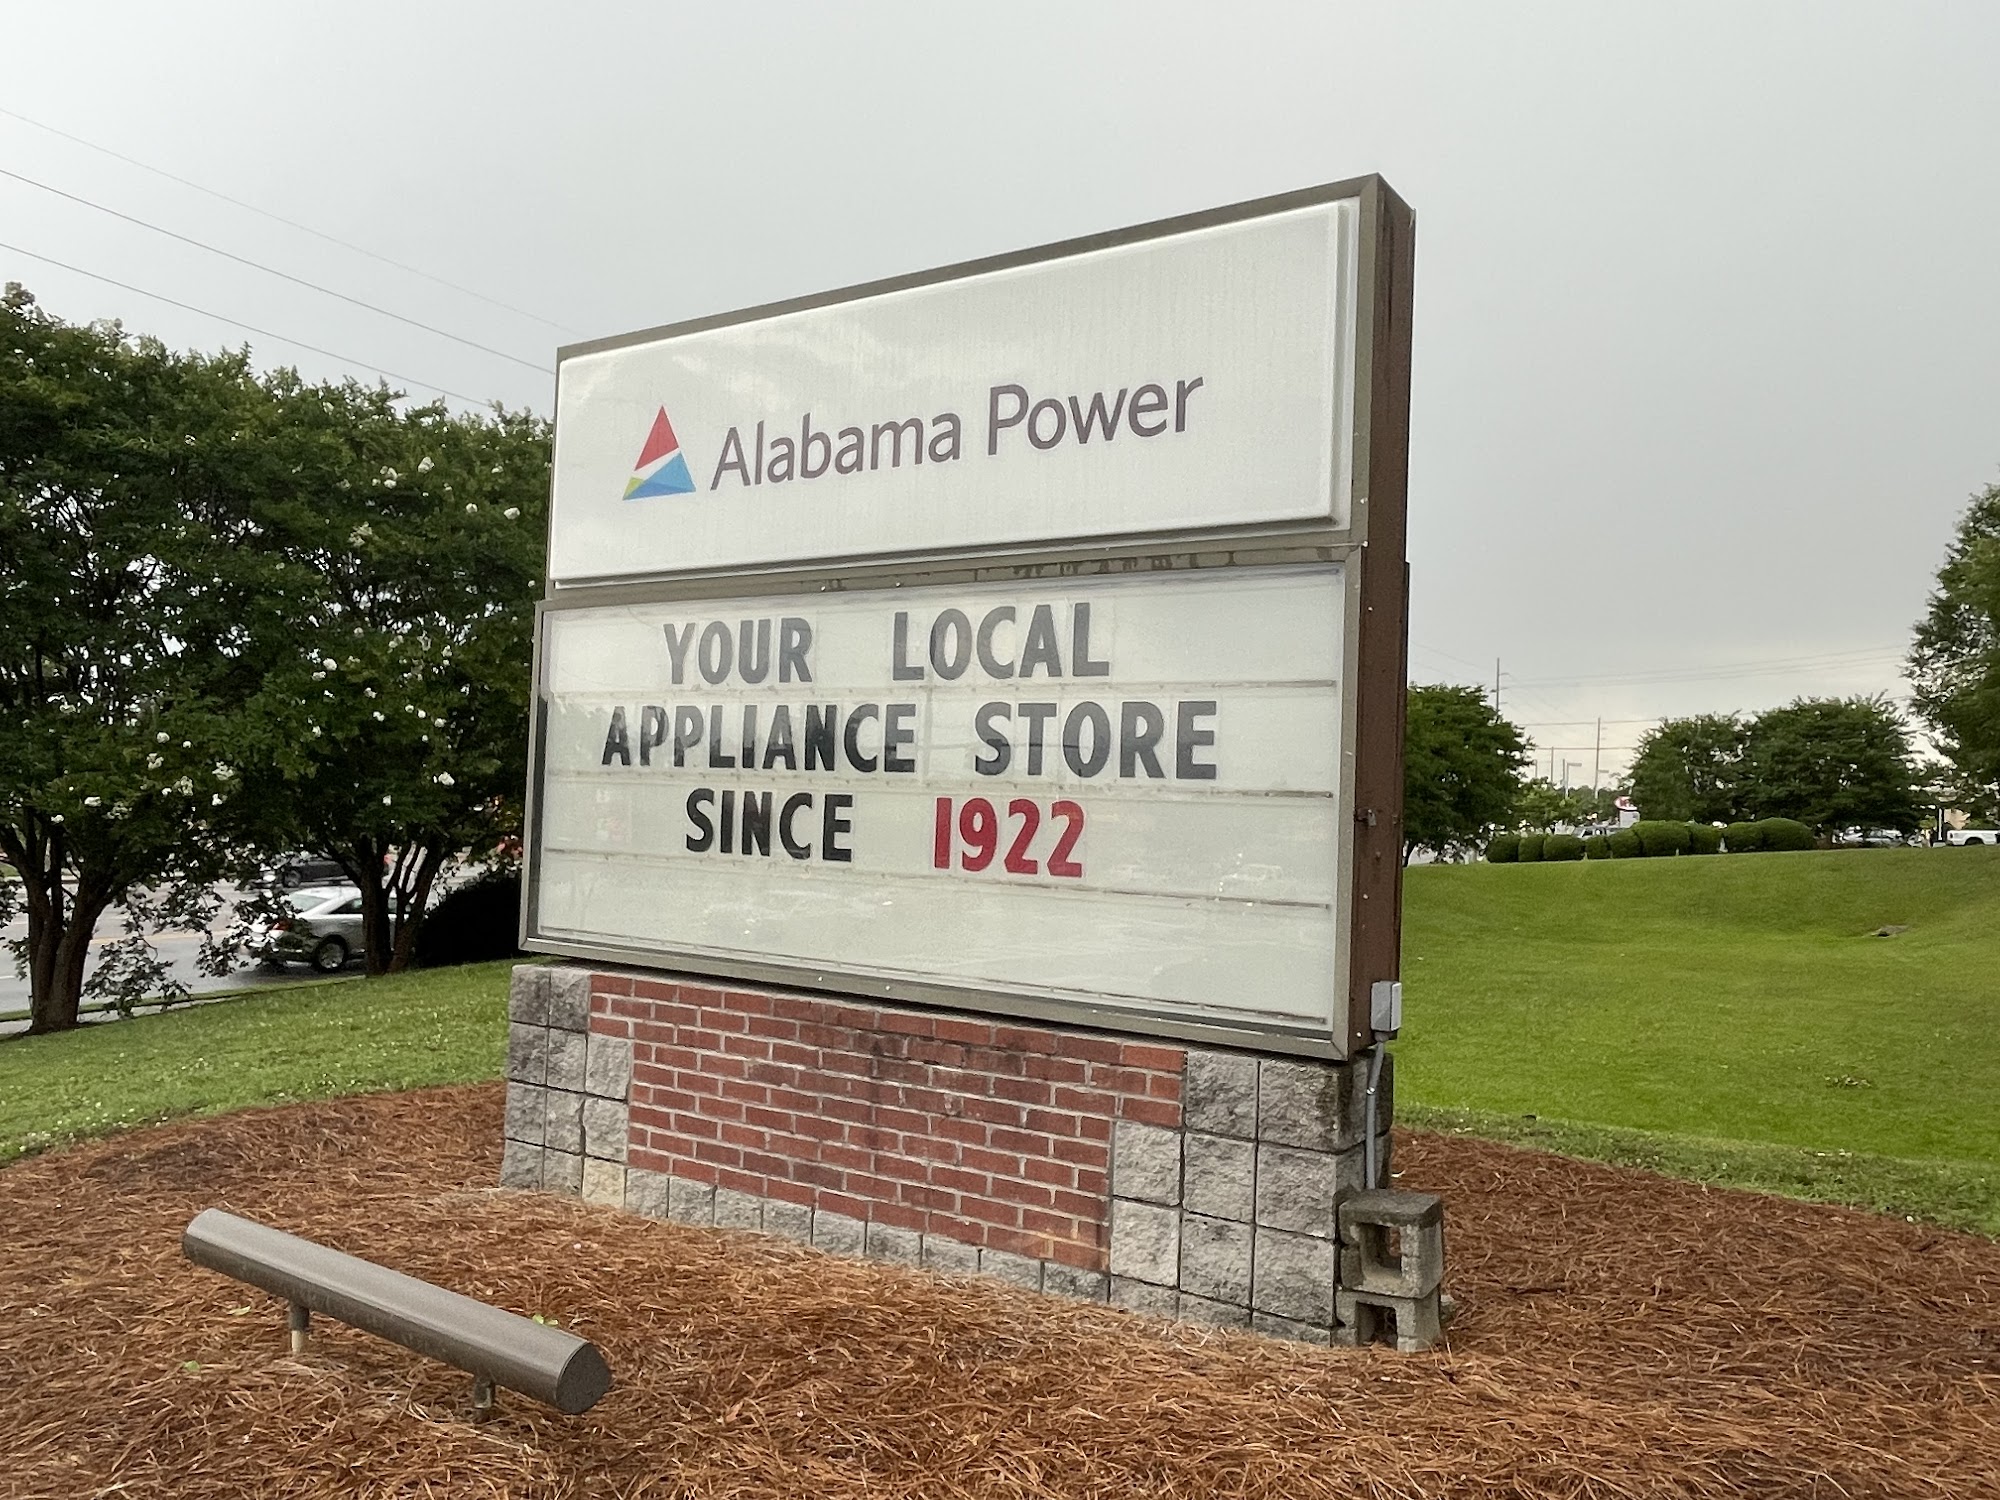 Alabama Power
YOUR LOCAL
APPLIANCE STORE
SINCE 1922